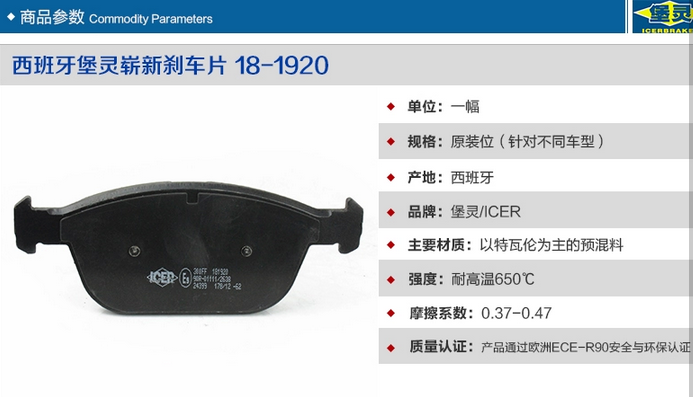 商品参数 Commodity Parameters
堡灵
ICERBRAKE
西班牙堡灵崭新刹车片 18-1920
单位：一幅
规格：原装位（针对不同车型）
产地：西班牙
品牌：堡灵/ICER
主要材质：以特瓦伦为主的预混料
强度：耐高温650℃
摩擦系数：0.37-0.47
质量认证：产品通过欧洲ECE-R90安全与环保认证
ICER
181920
90R-01111/2638
24399 178/12 -62